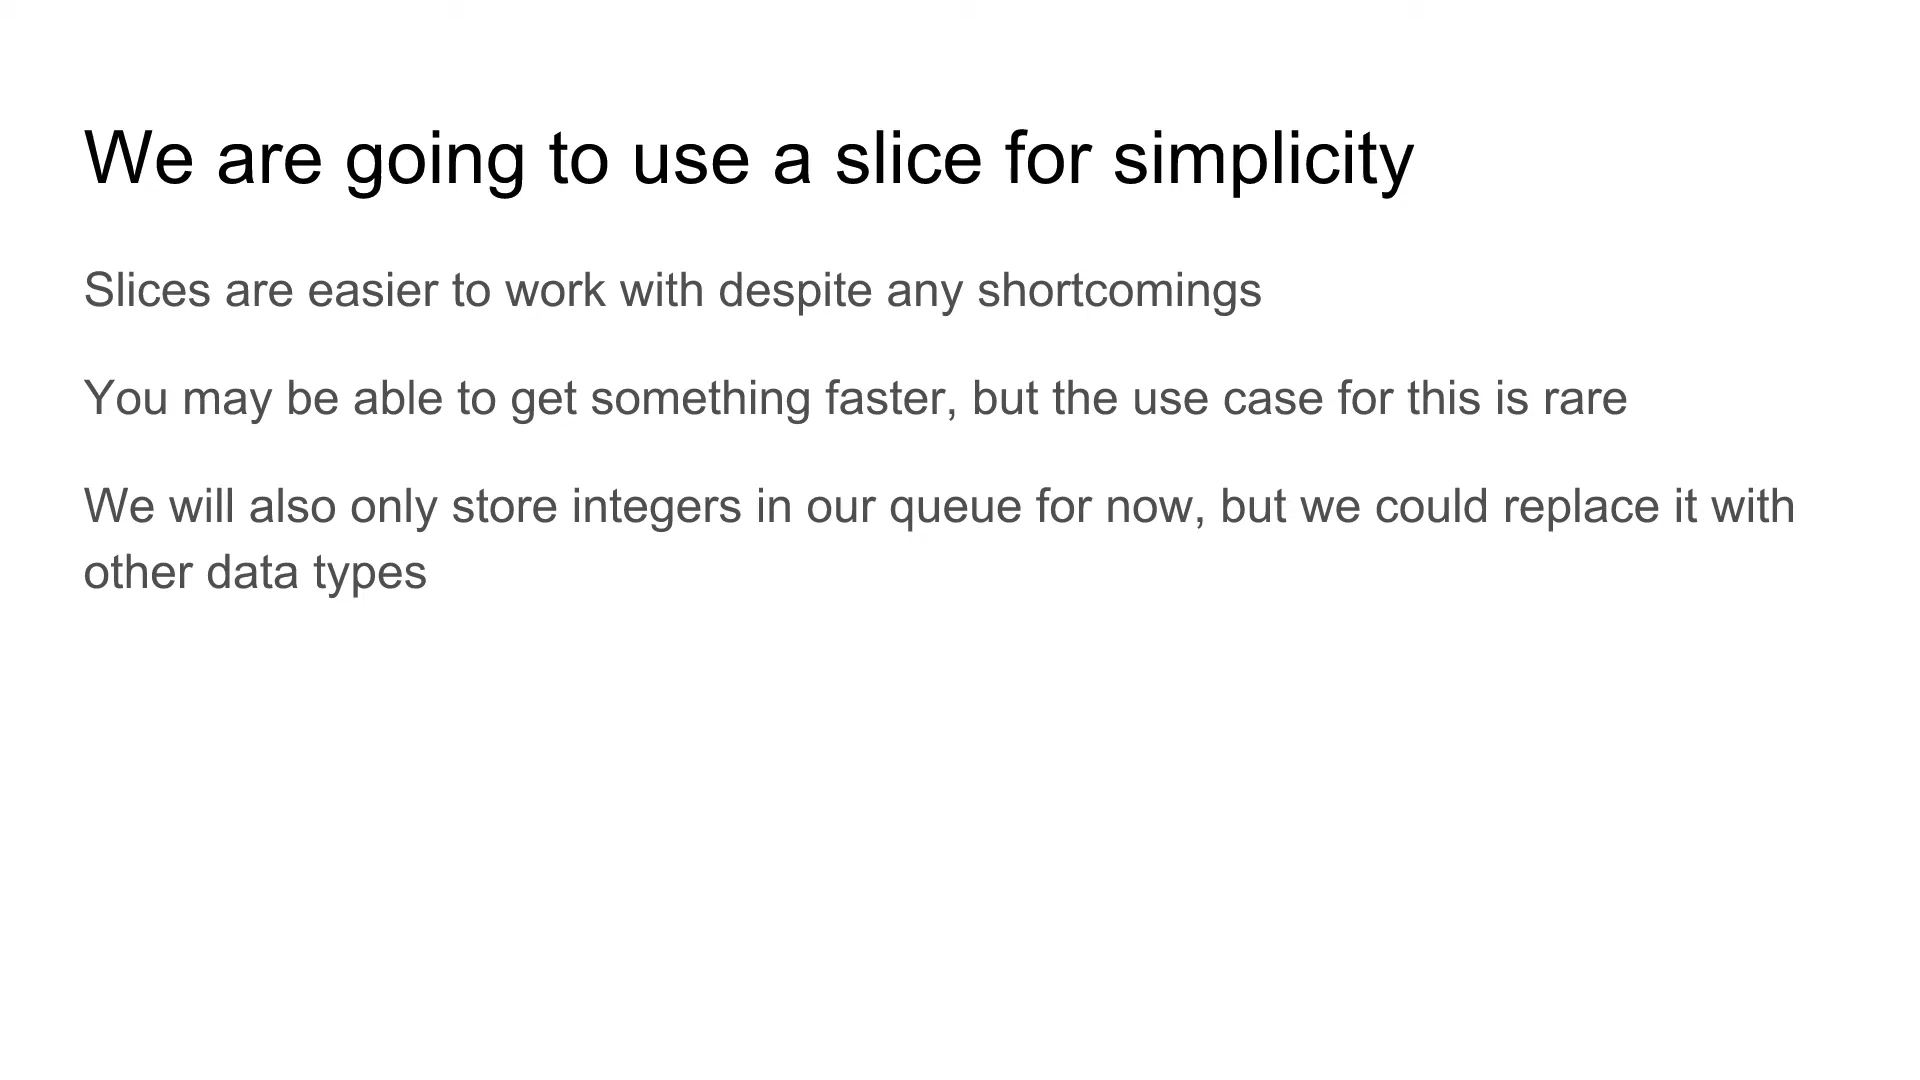 We are going to use a slice for simplicity
Slices are easier to work with despite any shortcomings
You may be able to get something faster, but the use case for this is rare
We will also only store integers in our queue for now, but we could replace it with
other data types